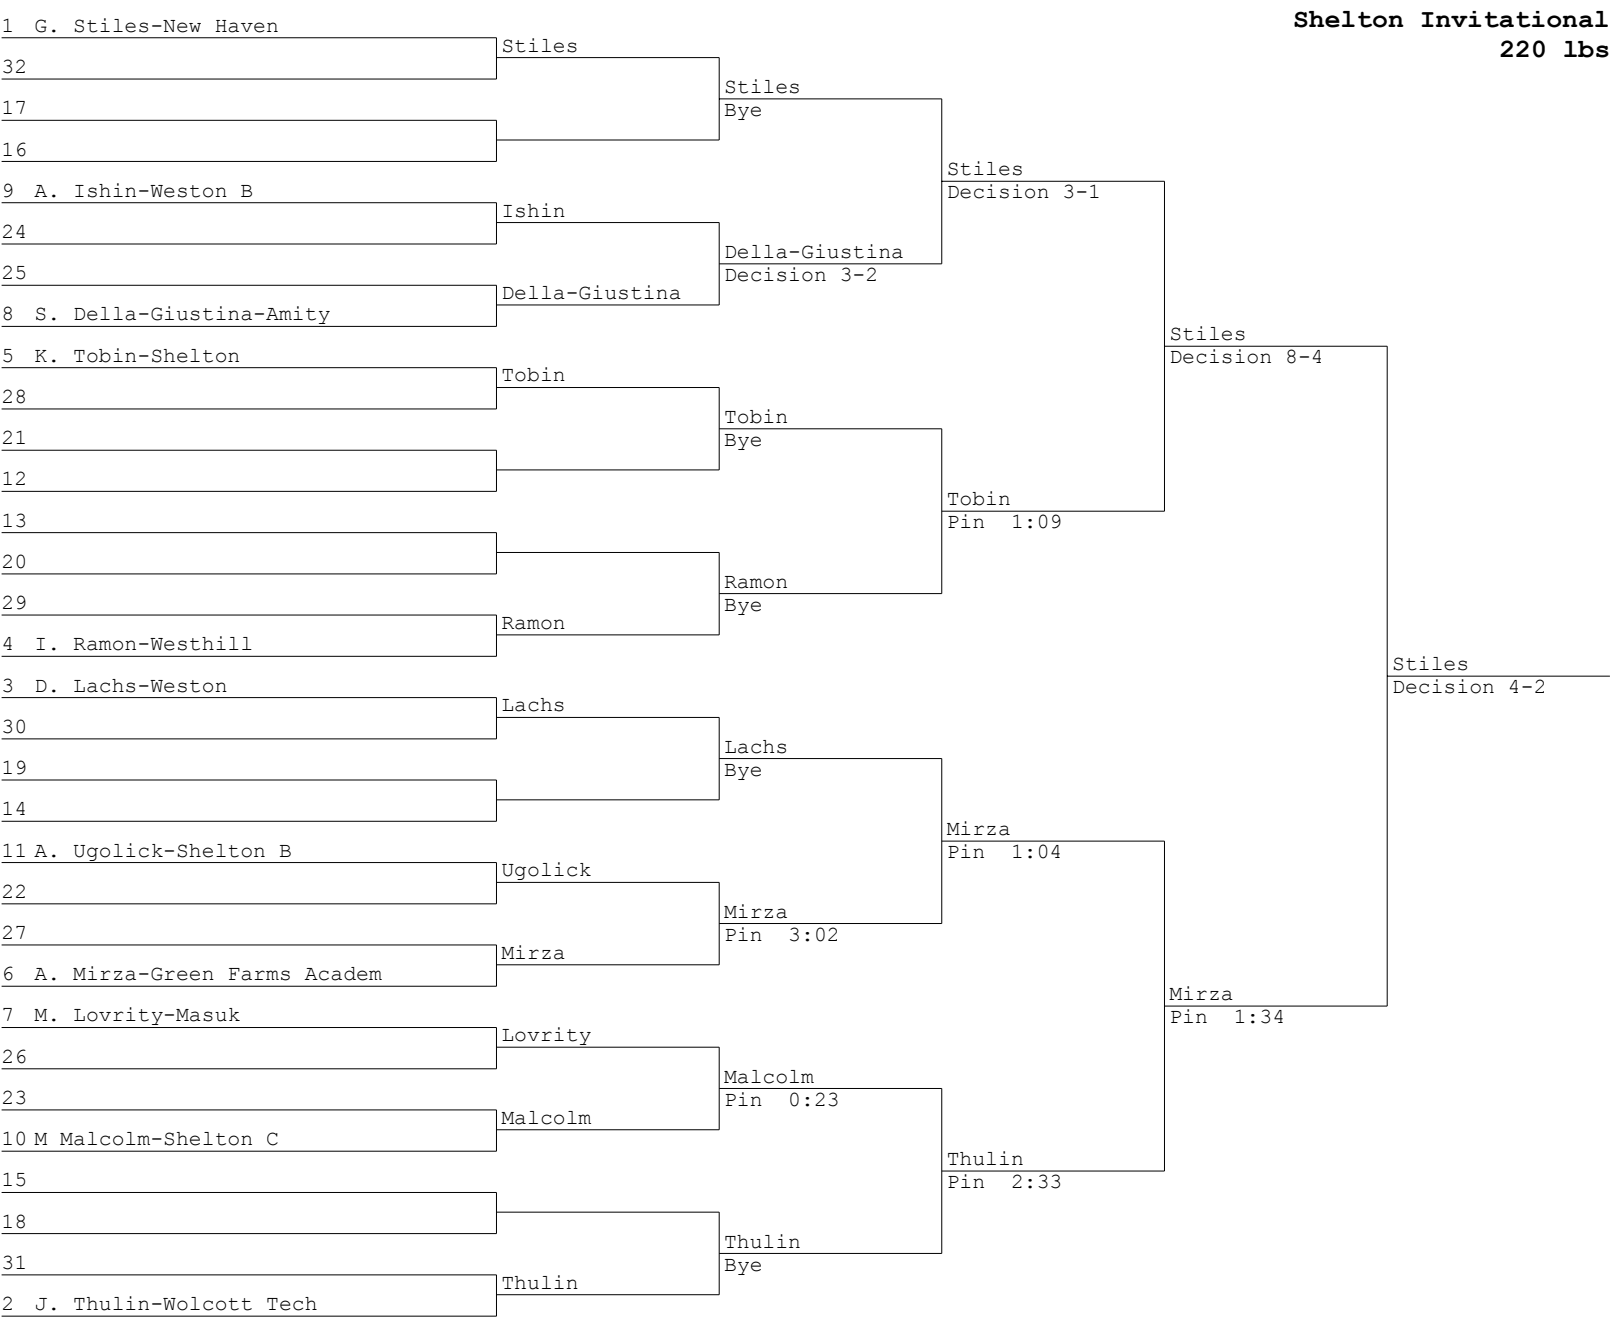 Shelton Invitational
220 lbs
1 G. Stiles-New Haven
32
17
16
9 A. Ishin-Weston B
24
25
8 S. Della-Giustina-Amity
5 K. Tobin-Shelton
28
21
12
13
20
29
4 I. Ramon-Westhill
3 D. Lachs-Weston
30
19
14
11 A. Ugolick-Shelton B
22
27
6 A. Mirza-Green Farms Academ
7 M. Lovrity-Masuk
26
23
10 M Malcolm-Shelton C
15
18
31
2 J. Thulin-Wolcott Tech
Stiles
Ishin
Della-Giustina
Tobin
Ramon
Lachs
Ugolick
Mirza
Lovrity
Malcolm
Thulin
Stiles
Bye
Della-Giustina
Decision 3-2
Tobin
Bye
Ramon
Bye
Lachs
Bye
Mirza
Pin 3:02
Malcolm
Pin 0:23
Thulin
Bye
Stiles
Decision 3-1
Tobin
Pin 1:09
Mirza
Pin 1:04
Thulin
Pin 2:33
Stiles
Decision 8-4
Mirza
Pin 1:34
Stiles
Decision 4-2